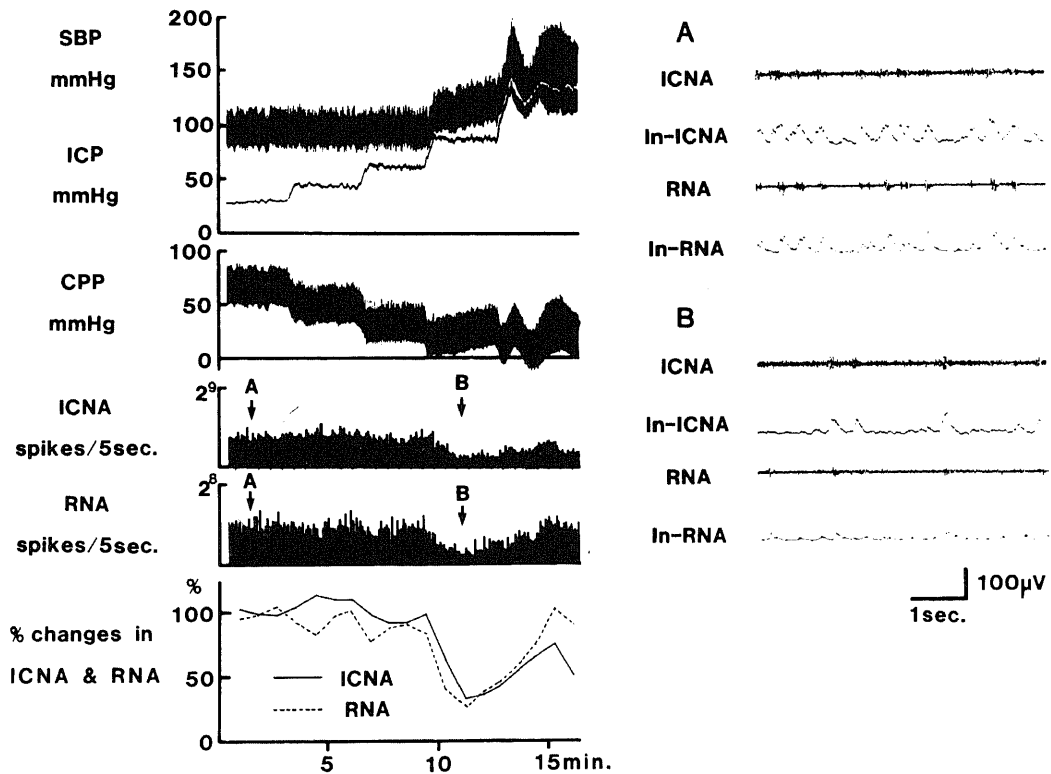 SBP
mmHg
ICP
mmHg
200
150
100
50
0
CPP
mmHg
100
50
0
ICNA
spikes/5sec.
2⁹
A
B
RNA
spikes/5sec.
2⁸
A
B
% changes in
ICNA & RNA
%
100
50
0
ICNA
RNA
5
10
15min.
A
ICNA
In-ICNA
RNA
In-RNA
B
ICNA
In-ICNA
RNA
In-RNA
100μV
1sec.